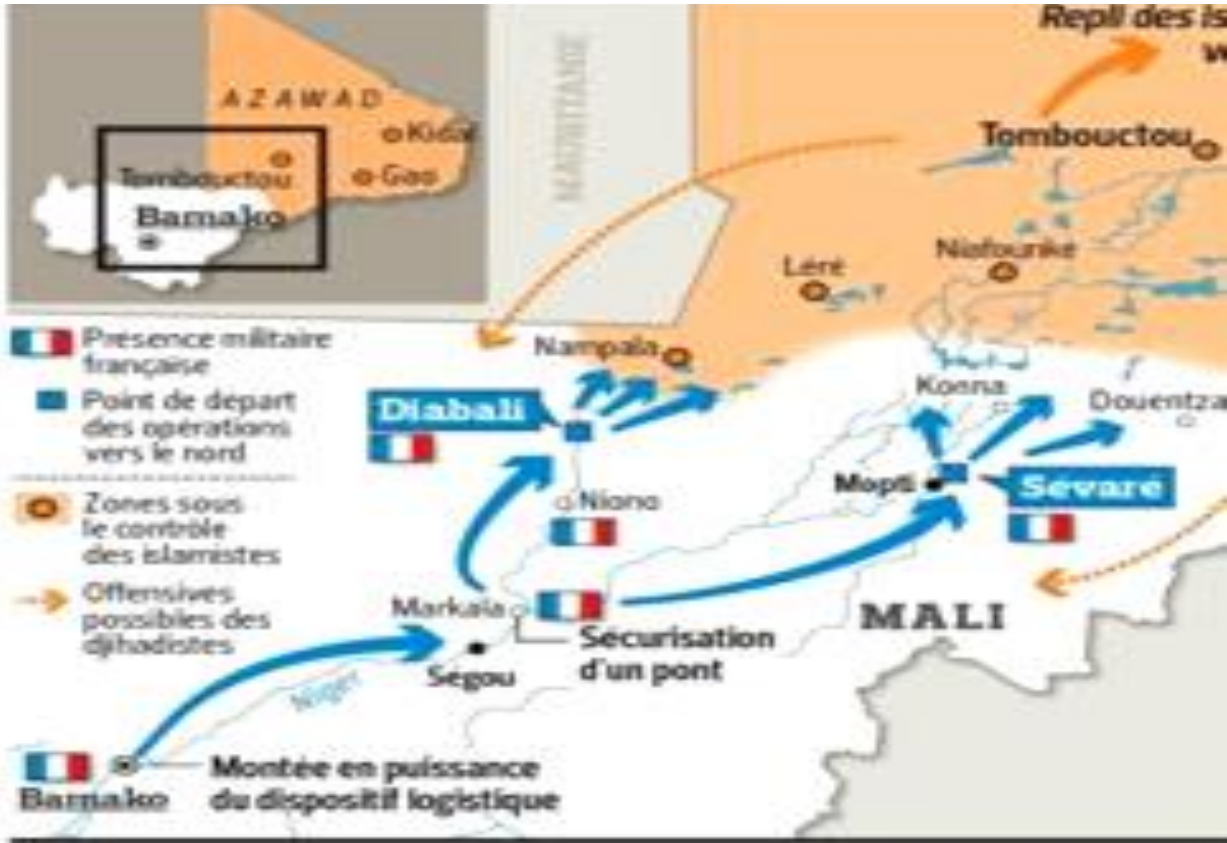 Repli des is
AZAWAD
Kidal
Tombouctou
Gao
Bamako
MAURITANIE
Tombouctou
Niafounké
Léré
Nampala
Présence militaire
française
Point de départ
des opérations
vers le nord
Zones sous
le contrôle
des islamistes
Offensives
possibles des
djihadistes
Diabali
Konna
Douentza
Mopti
Sévaré
Niono
Markala
Sécurisation
d'un pont
MALI
Ségou
Niger
Montée en puissance
du dispositif logistique
Bamako